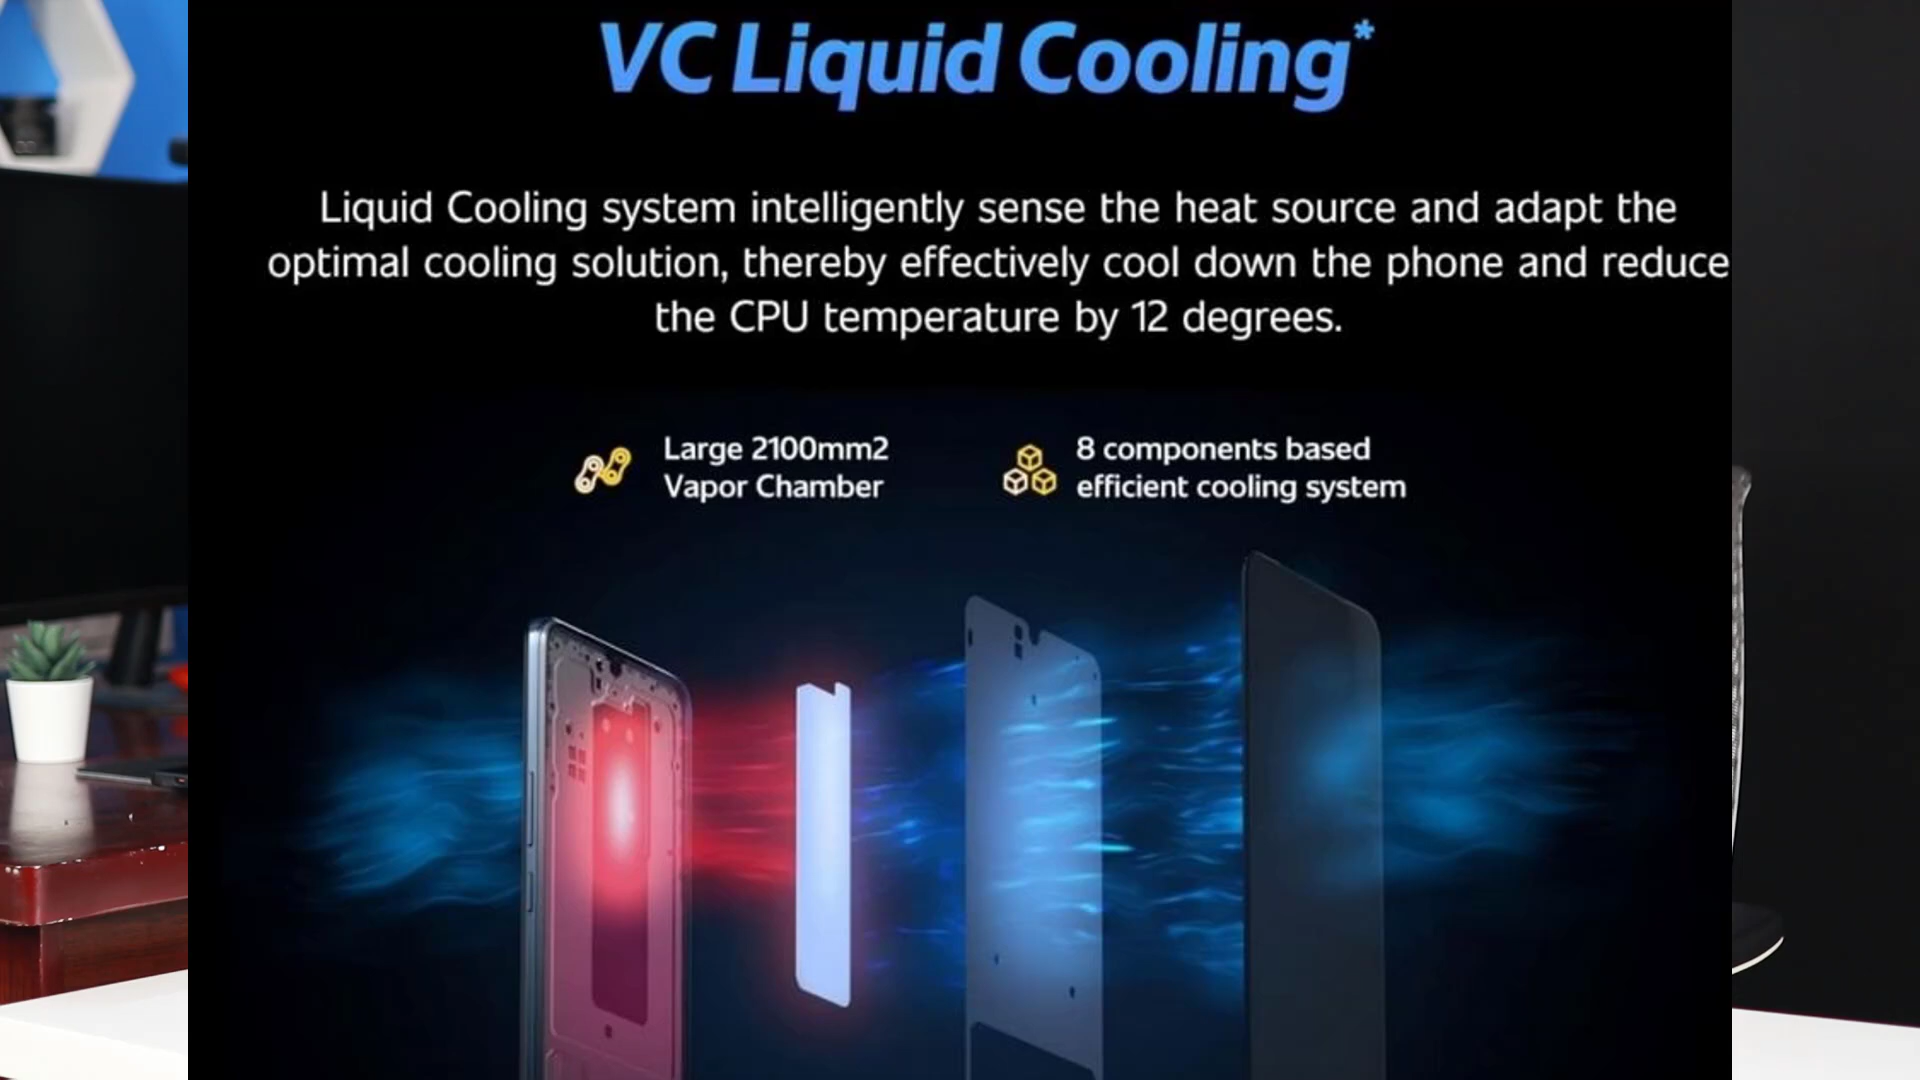 VC Liquid Cooling*
Liquid Cooling system intelligently sense the heat source and adapt the
optimal cooling solution, thereby effectively cool down the phone and reduce
the CPU temperature by 12 degrees.
Large 2100mm2
Vapor Chamber
8 components based
efficient cooling system